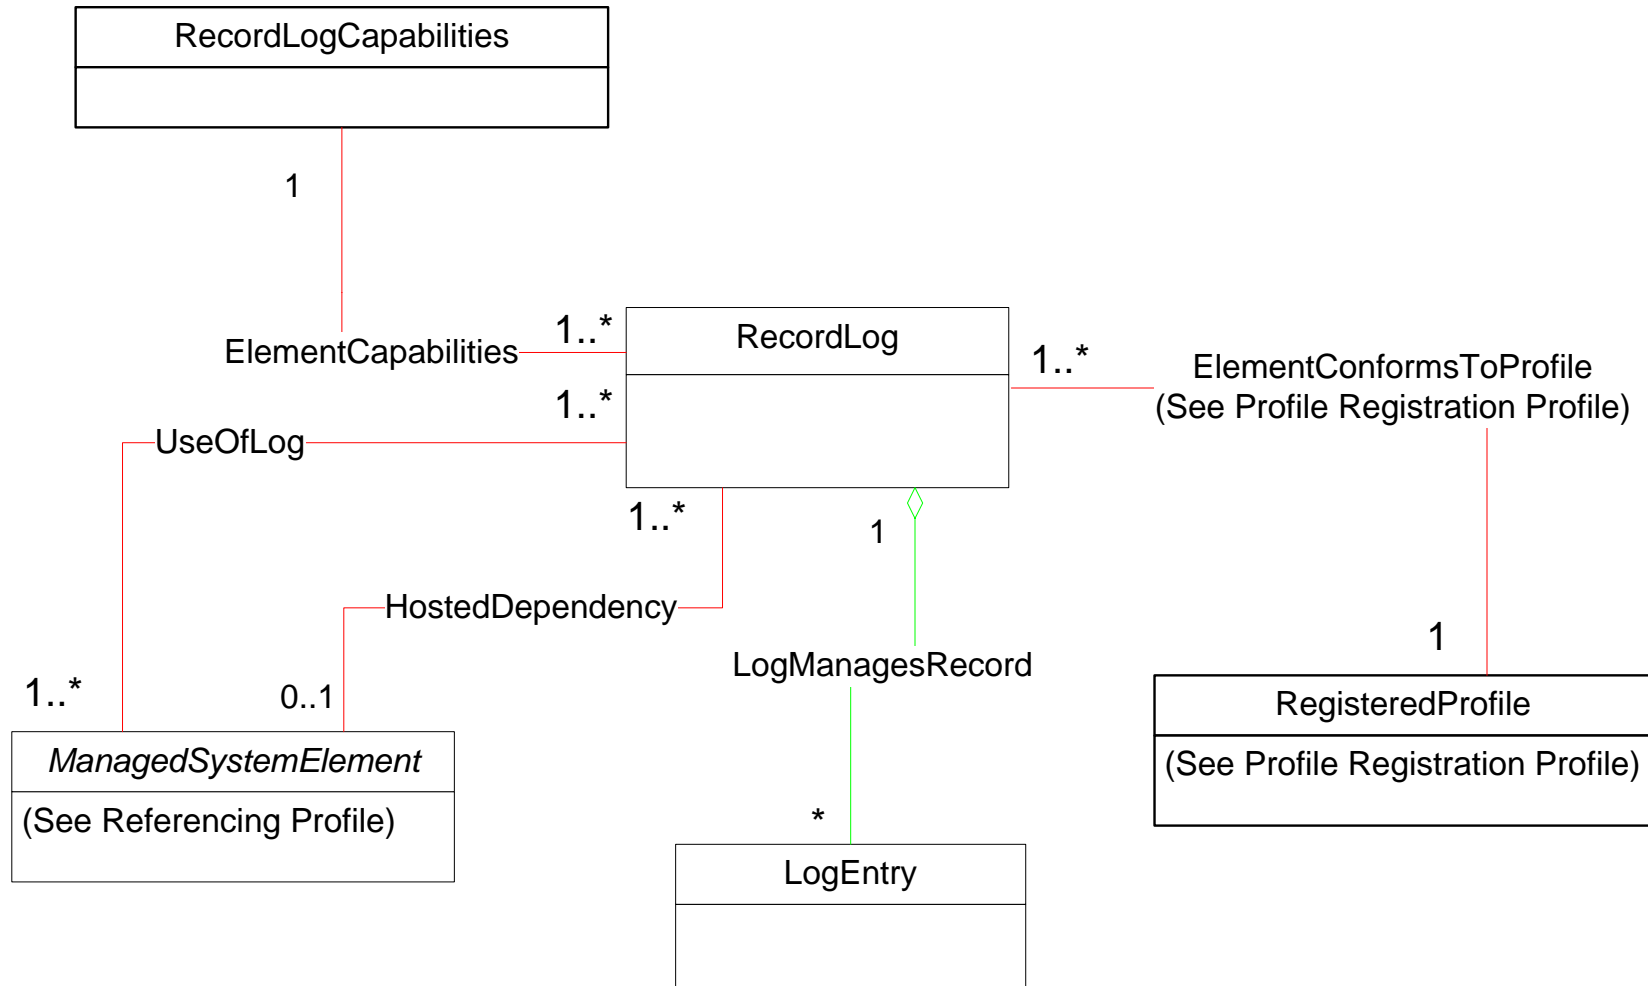 RecordLogCapabilities
1
ElementCapabilities
1..*
RecordLog
1..*
ElementConformsToProfile
(See Profile Registration Profile)
1..*
UseOfLog
1..*
1
HostedDependency
LogManagesRecord
1
1..*
0..1
ManagedSystemElement
(See Referencing Profile)
RegisteredProfile
(See Profile Registration Profile)
*
LogEntry